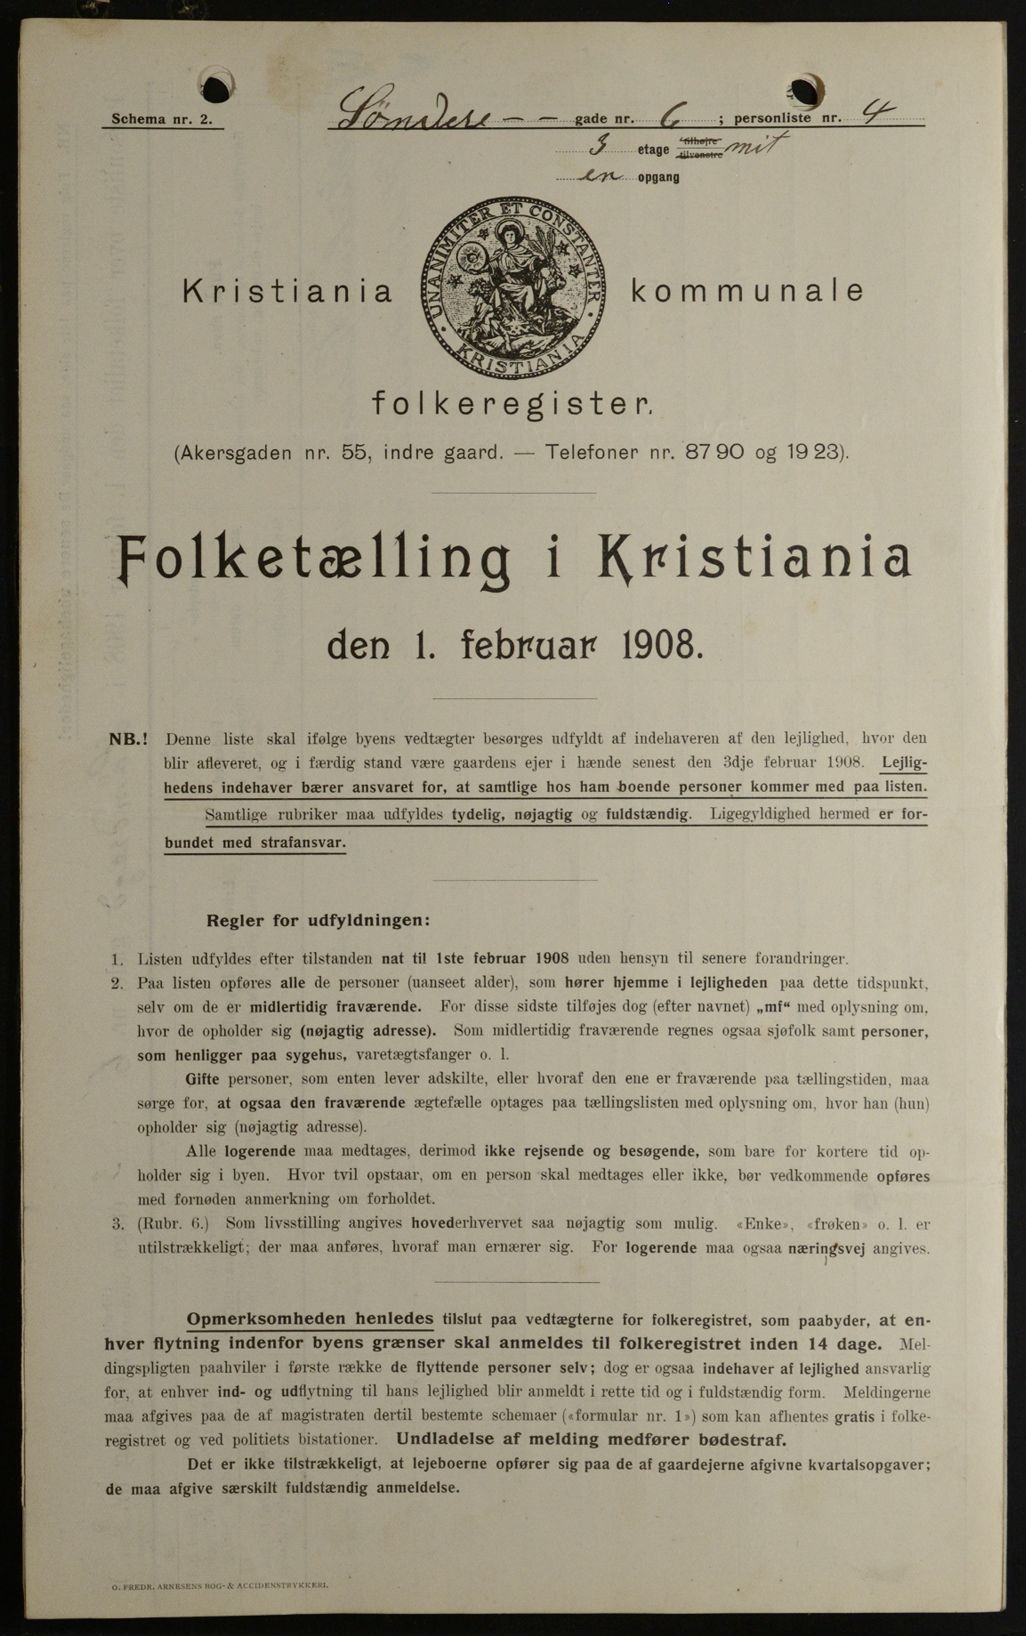 Schema nr. 2.
Søndre - - gade nr. 6 ; personliste nr. 4
3 etage tilhøjre tilvenstre mit
en opgang
UNANIMITER ET CONSTANTER
KRISTIANIA
Kristiania kommunale
folkeregister.
(Akersgaden nr. 55, indre gaard. — Telefoner nr. 8790 og 1923).
Folketælling i Kristiania
den 1. februar 1908.
NB.! Denne liste skal ifølge byens vedtægter besørges udfyldt af indehaveren af den lejlighed, hvor den
blir afleveret, og i færdig stand være gaardens ejer i hænde senest den 3dje februar 1908. Lejlig-
hedens indehaver bærer ansvaret for, at samtlige hos ham boende personer kommer med paa listen.
Samtlige rubriker maa udfyldes tydelig, nøjagtig og fuldstændig. Ligegyldighed hermed er for-
bundet med strafansvar.
Regler for udfyldningen:
1. Listen udfyldes efter tilstanden nat til 1ste februar 1908 uden hensyn til senere forandringer.
2. Paa listen opføres alle de personer (uanseet alder), som hører hjemme i lejligheden paa dette tidspunkt,
selv om de er midlertidig fraværende. For disse sidste tilføjes dog (efter navnet) „mf“ med oplysning om,
hvor de opholder sig (nøjagtig adresse). Som midlertidig fraværende regnes ogsaa sjøfolk samt personer,
som henligger paa sygehus, varetægtsfanger o. l.
Gifte personer, som enten lever adskilte, eller hvoraf den ene er fraværende paa tællingstiden, maa
sørge for, at ogsaa den fraværende ægtefælle optages paa tællingslisten med oplysning om, hvor han (hun)
opholder sig (nøjagtig adresse).
Alle logerende maa medtages, derimod ikke rejsende og besøgende, som bare for kortere tid op-
holder sig i byen. Hvor tvil opstaar, om en person skal medtages eller ikke, bør vedkommende opføres
med fornøden anmerkning om forholdet.
3. (Rubr. 6.) Som livsstilling angives hovederhvervet saa nøjagtig som mulig. «Enke», «frøken» o. l. er
utilstrækkeligt; der maa anføres, hvoraf man ernærer sig. For logerende maa ogsaa næringsvej angives.
Opmerksomheden henledes tilslut paa vedtægterne for folkeregistret, som paabyder, at en-
hver flytning indenfor byens grænser skal anmeldes til folkeregistret inden 14 dage. Mel-
dingspligten paahviler i første række de flyttende personer selv; dog er ogsaa indehaver af lejlighed ansvarlig
for, at enhver ind- og udflytning til hans lejlighed blir anmeldt i rette tid og i fuldstændig form. Meldingerne
maa afgives paa de af magistraten dertil bestemte schemaer («formular nr. 1») som kan afhentes gratis i folke-
registret og ved politiets bistationer. Undladelse af melding medfører bødestraf.
Det er ikke tilstrækkeligt, at lejeboerne opfører sig paa de af gaardejerne afgivne kvartalsopgaver;
de maa afgive særskilt fuldstændig anmeldelse.
O. FREDR. ARNESENS BOG- & ACCIDENSTRYKKERI.